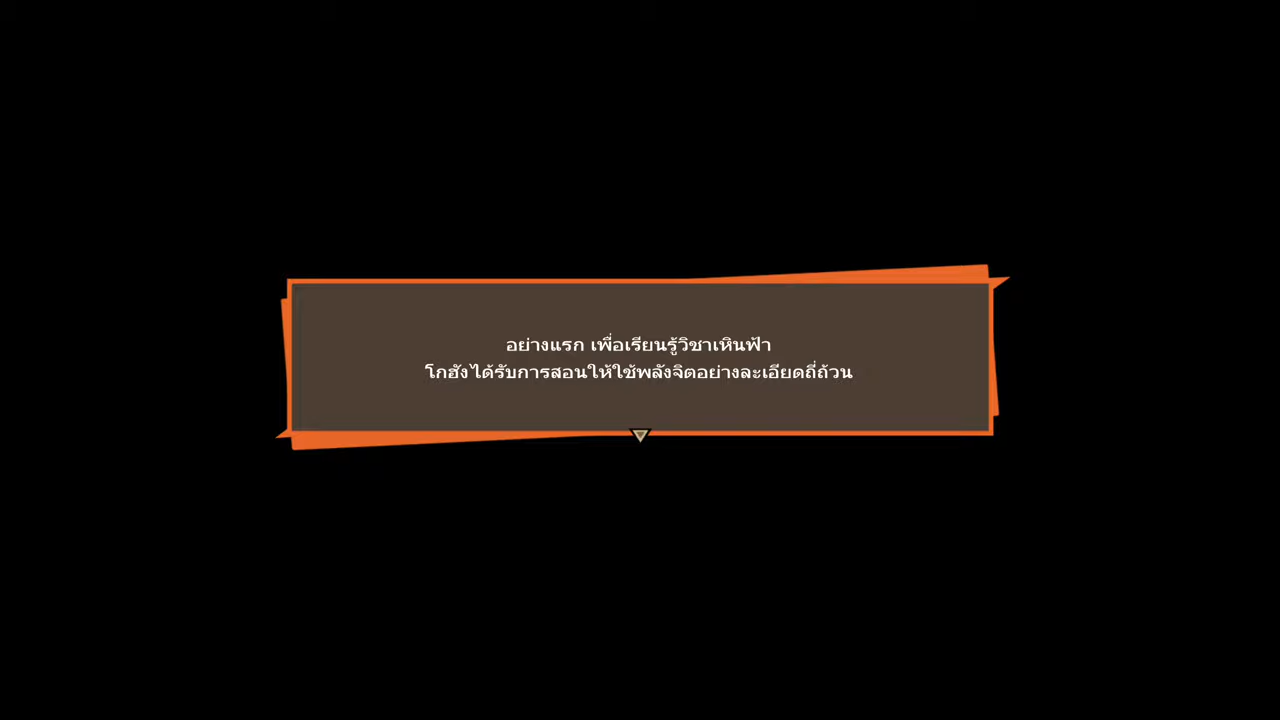 อย่างแรก เพื่อเรียนรู้วิชาเหินฟ้า
โกฮังได้รับการสอนให้ใช้พลังจิตอย่างละเอียดถี่ถ้วน